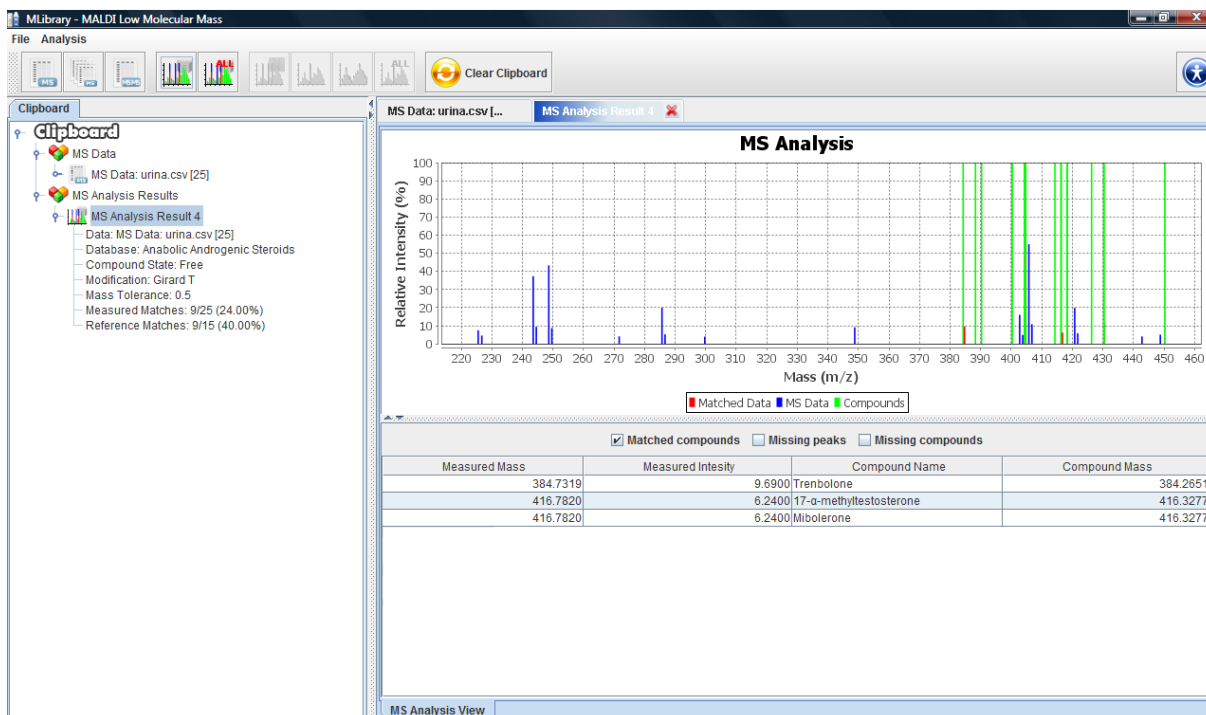 MLibrary - MALDI Low Molecular Mass
File Analysis
MS MS MSMS ALL ALL Clear Clipboard
Clipboard
Clipboard
MS Data
MS Data: urina.csv [25]
MS Analysis Results
MS Analysis Result 4
Data: MS Data: urina.csv [25]
Database: Anabolic Androgenic Steroids
Compound State: Free
Modification: Girard T
Mass Tolerance: 0.5
Measured Matches: 9/25 (24.00%)
Reference Matches: 9/15 (40.00%)
MS Data: urina.csv [... MS Analysis Result 4
MS Analysis
Relative Intensity (%)
100
90
80
70
60
50
40
30
20
10
0
220 230 240 250 260 270 280 290 300 310 320 330 340 350 360 370 380 390 400 410 420 430 440 450 460
Mass (m/z)
Matched Data MS Data Compounds
Matched compounds Missing peaks Missing compounds
Measured Mass Measured Intesity Compound Name Compound Mass
384.7319 9.6900 Trenbolone 384.2651
416.7820 6.2400 17-α-methyltestosterone 416.3277
416.7820 6.2400 Mibolerone 416.3277
MS Analysis View